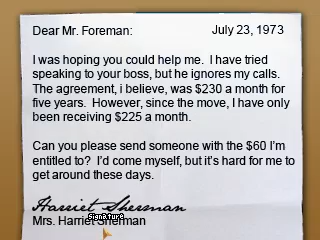 Dear Mr. Foreman: July 23, 1973
I was hoping you could help me. I have tried
speaking to your boss, but he ignores my calls.
The agreement, i believe, was $230 a month for
five years. However, since the move, I have only
been receiving $225 a month.
Can you please send someone with the $60 I'm
entitled to? I'd come myself, but it's hard for me to
get around these days.
Harriet Sherman
Mrs. Harriet Sherman
signature